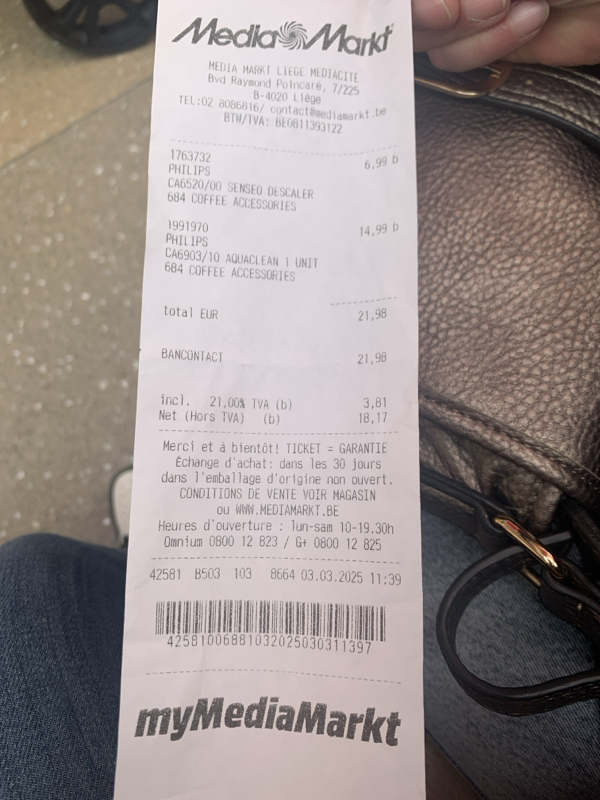 Media Markt
MEDIA MARKT LIEGE MEDIACITE
Bvd Raymond Poincaré, 7/225
B-4020 Liège
TEL:02 8086816/ contact@mediamarkt.be
BTW/TVA: BE0811393122
1763732 6,99 b
PHILIPS
CA6520/00 SENSEO DESCALER
684 COFFEE ACCESSORIES
1991970 14,99 b
PHILIPS
CA6903/10 AQUACLEAN 1 UNIT
684 COFFEE ACCESSORIES
total EUR 21,98
BANCONTACT 21,98
incl. 21,00% TVA (b) 3,81
Net (Hors TVA) (b) 18,17
Merci et à bientôt! TICKET = GARANTIE
Échange d'achat: dans les 30 jours
dans l'emballage d'origine non ouvert.
CONDITIONS DE VENTE VOIR MAGASIN
ou WWW.MEDIAMARKT.BE
Heures d'ouverture : lun-sam 10-19.30h
Omnium 0800 12 823 / G+ 0800 12 825
42581 B503 103 8664 03.03.2025 11:39
42581006881032025030311397
myMediaMarkt